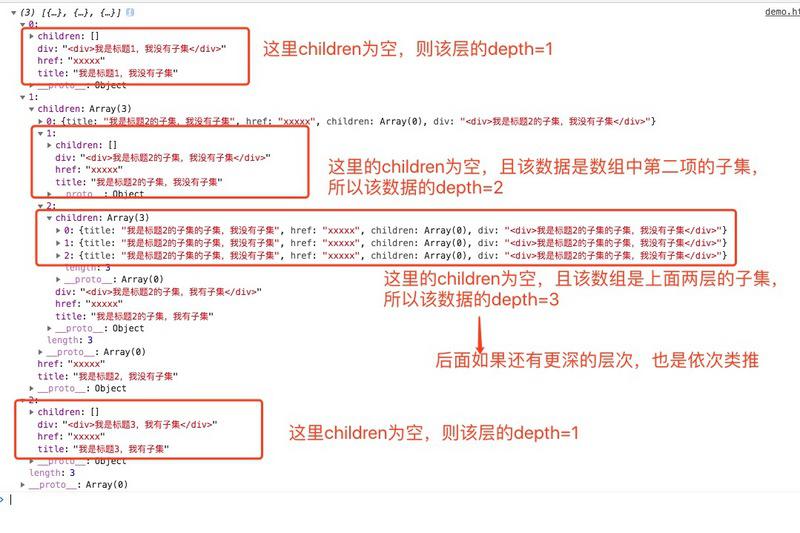 (3) [{…}, {…}, {…}] i
demo.ht
0:
children: []
div: "<div>我是标题1，我没有子集</div>"
href: "xxxxx"
title: "我是标题1，我没有子集"
__proto__: Object
这里children为空，则该层的depth=1
1:
children: Array(3)
0: {title: "我是标题2的子集，我没有子集", href: "xxxxx", children: Array(0), div: "<div>我是标题2的子集，我没有子集</div>"}
1:
children: []
div: "<div>我是标题2的子集，我没有子集</div>"
href: "xxxxx"
title: "我是标题2的子集，我没有子集"
__proto__: Object
这里的children为空，且该数据是数组中第二项的子集，
所以该数据的depth=2
2:
children: Array(3)
0: {title: "我是标题2的子集的子集，我没有子集", href: "xxxxx", children: Array(0), div: "<div>我是标题2的子集的子集，我没有子集</div>"}
1: {title: "我是标题2的子集的子集，我没有子集", href: "xxxxx", children: Array(0), div: "<div>我是标题2的子集的子集，我没有子集</div>"}
2: {title: "我是标题2的子集的子集，我没有子集", href: "xxxxx", children: Array(0), div: "<div>我是标题2的子集的子集，我没有子集</div>"}
length: 3
__proto__: Array(0)
这里的children为空，且该数组是上面两层的子集，
所以该数据的depth=3
div: "<div>我是标题2的子集，我有子集</div>"
href: "xxxxx"
title: "我是标题2的子集，我有子集"
__proto__: Object
length: 3
__proto__: Array(0)
后面如果还有更深的层次，也是依次类推
href: "xxxxx"
title: "我是标题2，我没有子集"
__proto__: Object
2:
children: []
div: "<div>我是标题3，我有子集</div>"
href: "xxxxx"
title: "我是标题3，我有子集"
__proto__: Object
这里children为空，则该层的depth=1
length: 3
__proto__: Array(0)